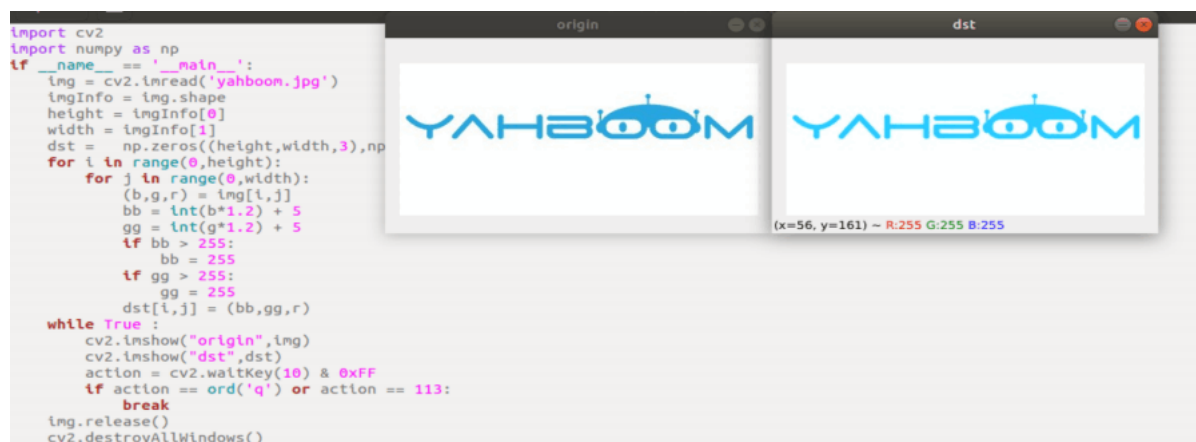 import cv2
import numpy as np
if __name__ == '__main__':
    img = cv2.imread('yahboom.jpg')
    imgInfo = img.shape
    height = imgInfo[0]
    width = imgInfo[1]
    dst =   np.zeros((height,width,3),np
    for i in range(0,height):
        for j in range(0,width):
            (b,g,r) = img[i,j]
            bb = int(b*1.2) + 5
            gg = int(g*1.2) + 5
            if bb > 255:
                bb = 255
            if gg > 255:
                gg = 255
            dst[i,j] = (bb,gg,r)
    while True :
        cv2.imshow("origin",img)
        cv2.imshow("dst",dst)
        action = cv2.waitKey(10) & 0xFF
        if action == ord('q') or action == 113:
            break
    img.release()
    cv2.destroyAllWindows()
origin
YAHBOOM
dst
YAHBOOM
(x=56, y=161) ~ R:255 G:255 B:255